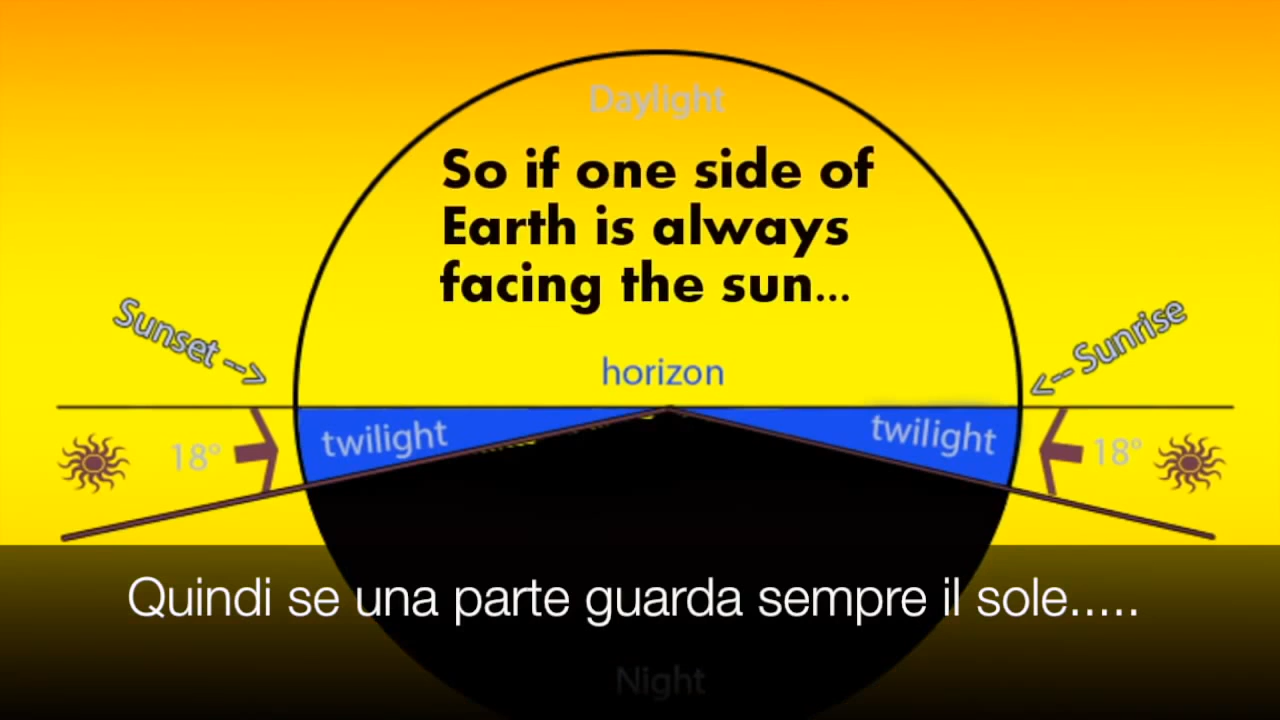 Daylight
So if one side of
Earth is always
facing the sun...
Sunset -->
<-- Sunrise
horizon
twilight
twilight
18°
18°
Quindi se una parte guarda sempre il sole.....
Night